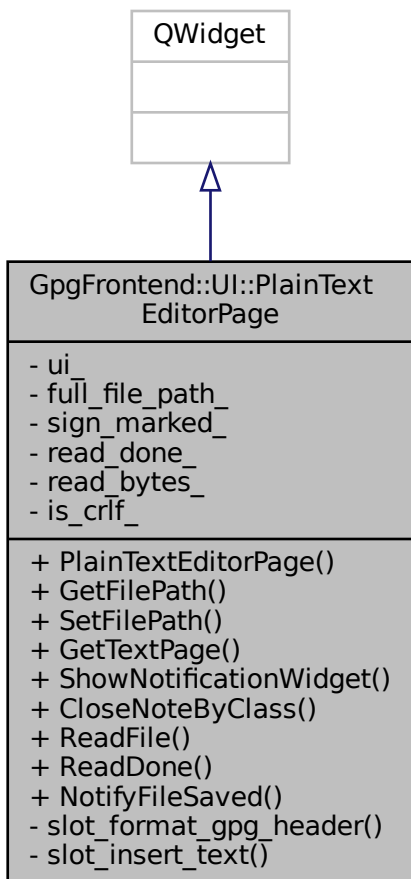 QWidget
GpgFrontend::UI::PlainText
EditorPage
- ui_
- full_file_path_
- sign_marked_
- read_done_
- read_bytes_
- is_crlf_
+ PlainTextEditorPage()
+ GetFilePath()
+ SetFilePath()
+ GetTextPage()
+ ShowNotificationWidget()
+ CloseNoteByClass()
+ ReadFile()
+ ReadDone()
+ NotifyFileSaved()
- slot_format_gpg_header()
- slot_insert_text()